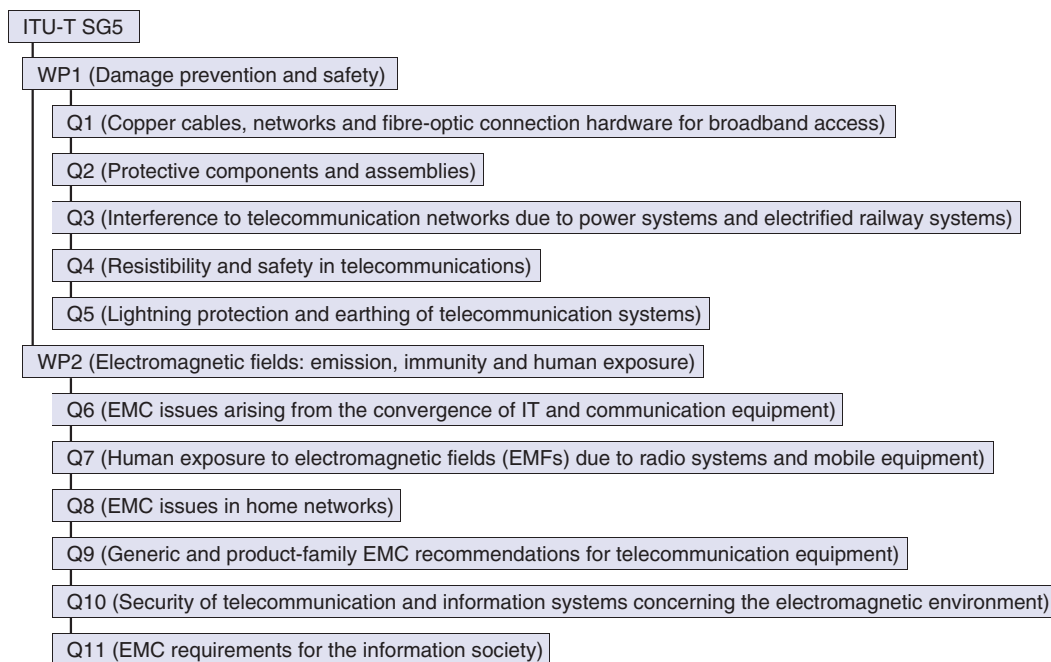 ITU-T SG5
WP1 (Damage prevention and safety)
Q1 (Copper cables, networks and fibre-optic connection hardware for broadband access)
Q2 (Protective components and assemblies)
Q3 (Interference to telecommunication networks due to power systems and electrified railway systems)
Q4 (Resistibility and safety in telecommunications)
Q5 (Lightning protection and earthing of telecommunication systems)
WP2 (Electromagnetic fields: emission, immunity and human exposure)
Q6 (EMC issues arising from the convergence of IT and communication equipment)
Q7 (Human exposure to electromagnetic fields (EMFs) due to radio systems and mobile equipment)
Q8 (EMC issues in home networks)
Q9 (Generic and product-family EMC recommendations for telecommunication equipment)
Q10 (Security of telecommunication and information systems concerning the electromagnetic environment)
Q11 (EMC requirements for the information society)